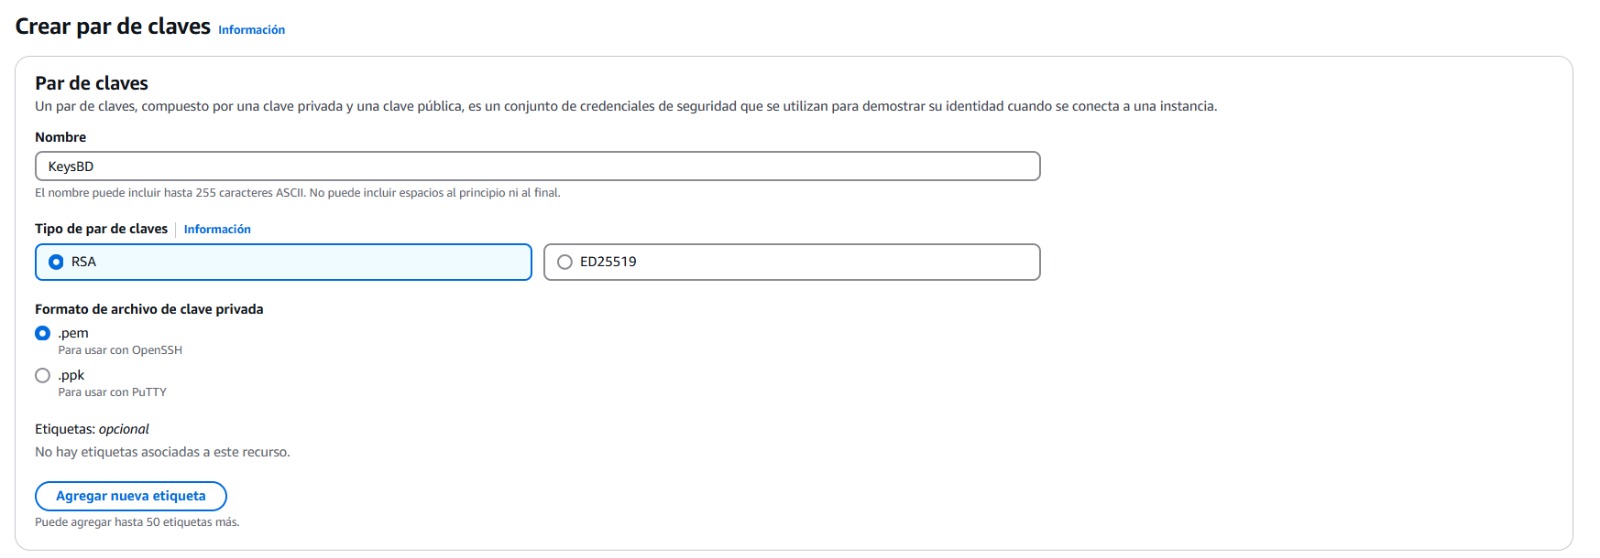 Crear par de claves Información
Par de claves
Un par de claves, compuesto por una clave privada y una clave pública, es un conjunto de credenciales de seguridad que se utilizan para demostrar su identidad cuando se conecta a una instancia.
Nombre
KeysBD
El nombre puede incluir hasta 255 caracteres ASCII. No puede incluir espacios al principio ni al final.
Tipo de par de claves | Información
RSA ED25519
Formato de archivo de clave privada
.pem
Para usar con OpenSSH
.ppk
Para usar con PuTTY
Etiquetas: opcional
No hay etiquetas asociadas a este recurso.
Agregar nueva etiqueta
Puede agregar hasta 50 etiquetas más.